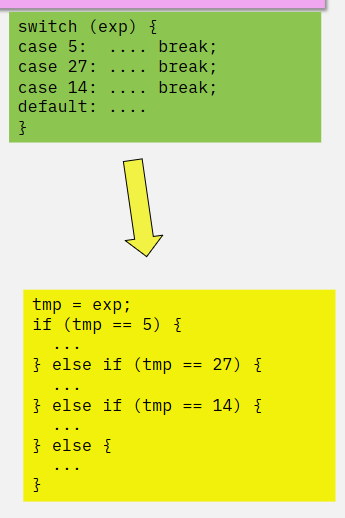 switch (exp) {
case 5:  .... break;
case 27: .... break;
case 14: .... break;
default: ....
}
tmp = exp;
if (tmp == 5) {
  ...
} else if (tmp == 27) {
  ...
} else if (tmp == 14) {
  ...
} else {
  ...
}